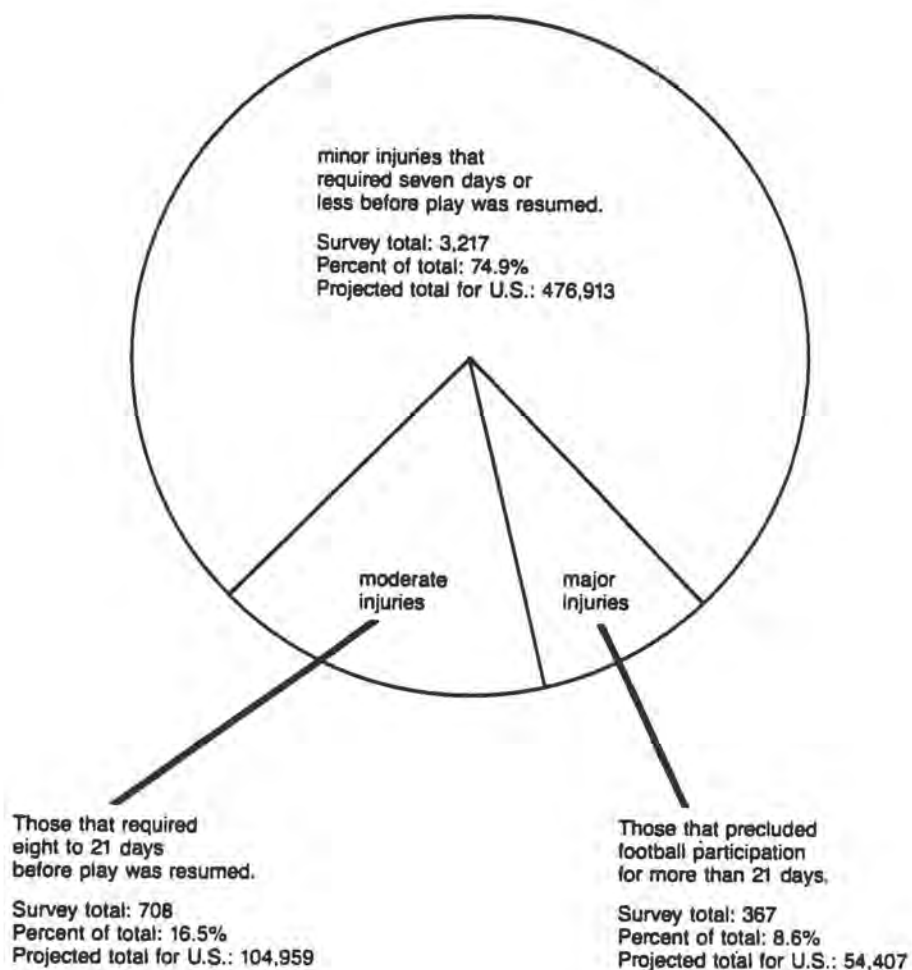 minor injuries that
required seven days or
less before play was resumed.
Survey total: 3,217
Percent of total: 74.9%
Projected total for U.S.: 476,913
moderate
injuries
major
injuries
Those that required
eight to 21 days
before play was resumed.
Survey total: 708
Percent of total: 16.5%
Projected total for U.S.: 104,959
Those that precluded
football participation
for more than 21 days.
Survey total: 367
Percent of total: 8.6%
Projected total for U.S.: 54,407